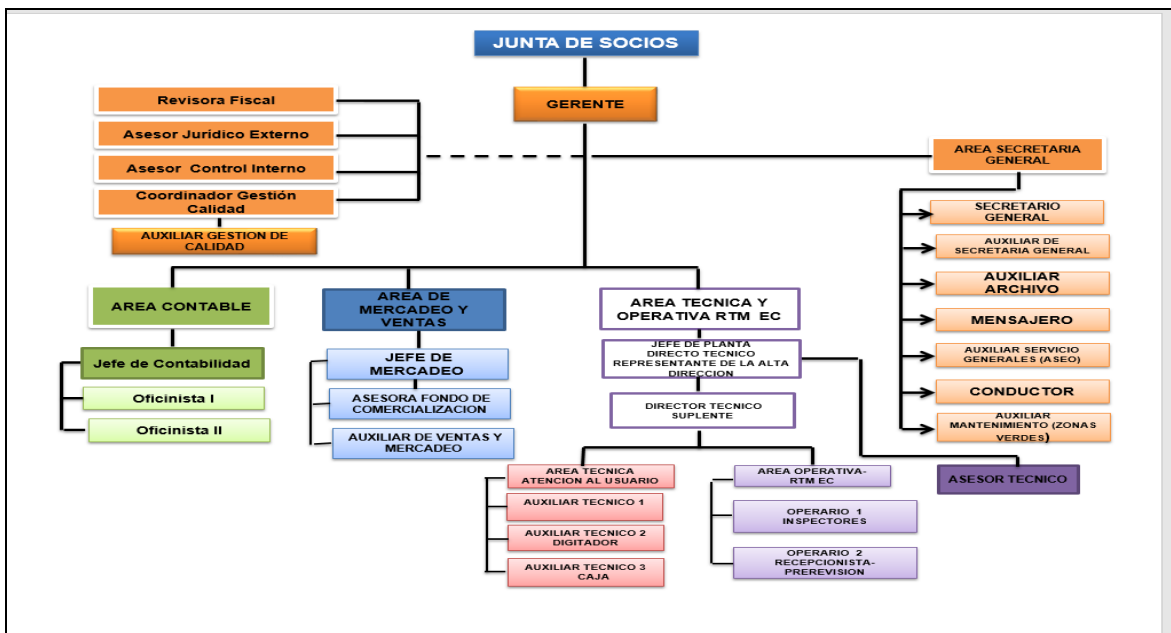 JUNTA DE SOCIOS
GERENTE
Revisora Fiscal
Asesor Jurídico Externo
Asesor Control Interno
Coordinador Gestión
Calidad
AUXILIAR GESTION DE
CALIDAD
AREA SECRETARIA
GENERAL
SECRETARIO
GENERAL
AUXILIAR DE
SECRETARIA GENERAL
AUXILIAR
ARCHIVO
MENSAJERO
AUXILIAR SERVICIO
GENERALES (ASEO)
CONDUCTOR
AUXILIAR
MANTENIMIENTO (ZONAS
VERDES)
AREA CONTABLE
Jefe de Contabilidad
Oficinista I
Oficinista II
AREA DE
MERCADEO Y
VENTAS
JEFE DE
MERCADEO
ASESORA FONDO DE
COMERCIALIZACION
AUXILIAR DE VENTAS Y
MERCADEO
AREA TECNICA Y
OPERATIVA RTM EC
JEFE DE PLANTA
DIRECTO TECNICO
REPRESENTANTE DE LA ALTA
DIRECCION
DIRECTOR TECNICO
SUPLENTE
AREA TECNICA
ATENCION AL USUARIO
AUXILIAR TECNICO 1
AUXILIAR TECNICO 2
DIGITADOR
AUXILIAR TECNICO 3
CAJA
AREA OPERATIVA-
RTM EC
OPERARIO 1
INSPECTORES
OPERARIO 2
RECEPCIONISTA-
PREREVISION
ASESOR TECNICO